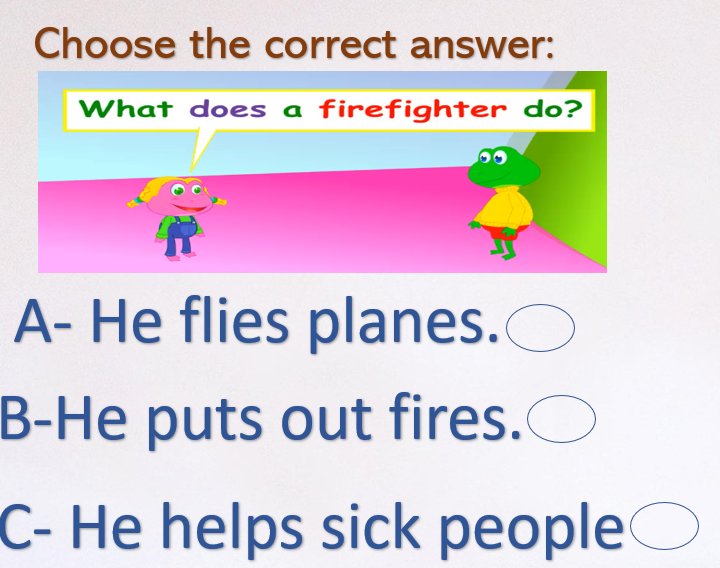 Choose the correct answer:
What does a firefighter do?
A- He flies planes.
B-He puts out fires.
C- He helps sick people